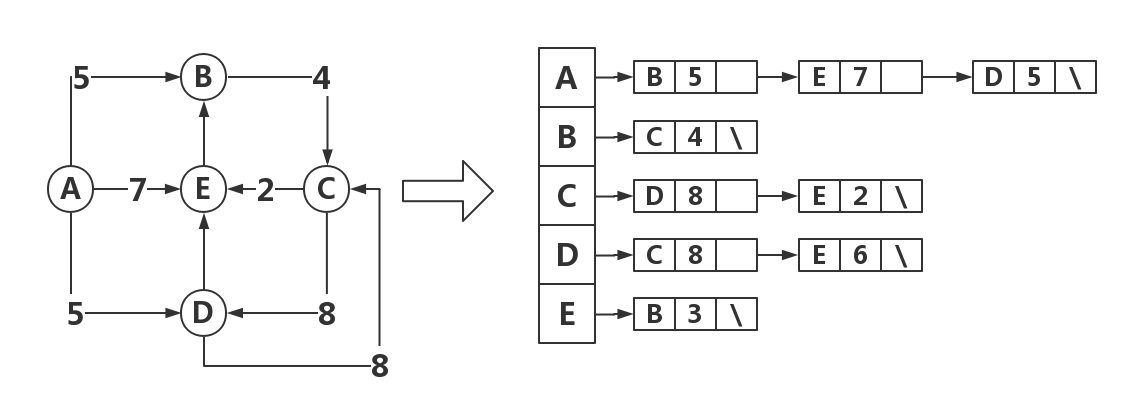 5 B 4
A 7 E 2 C
5 D 8
8
A B 5 E 7 D 5 \
B C 4 \
C D 8 E 2 \
D C 8 E 6 \
E B 3 \